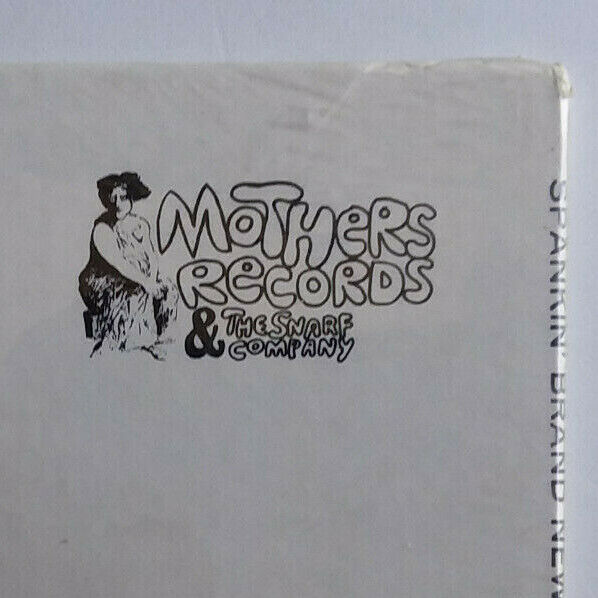 MOTHERS
RECORDS
& THE SNARF
COMPANY
SPANKIN' BRAND NEW